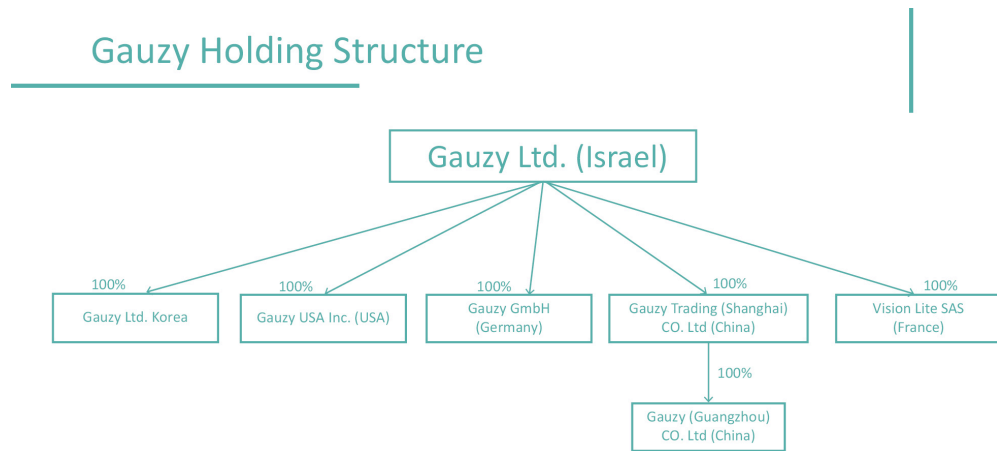 Gauzy Holding Structure
Gauzy Ltd. (Israel)
100%
100%
100%
100%
100%
Gauzy Ltd. Korea
Gauzy USA Inc. (USA)
Gauzy GmbH
(Germany)
Gauzy Trading (Shanghai)
CO. Ltd (China)
Vision Lite SAS
(France)
100%
Gauzy (Guangzhou)
CO. Ltd (China)